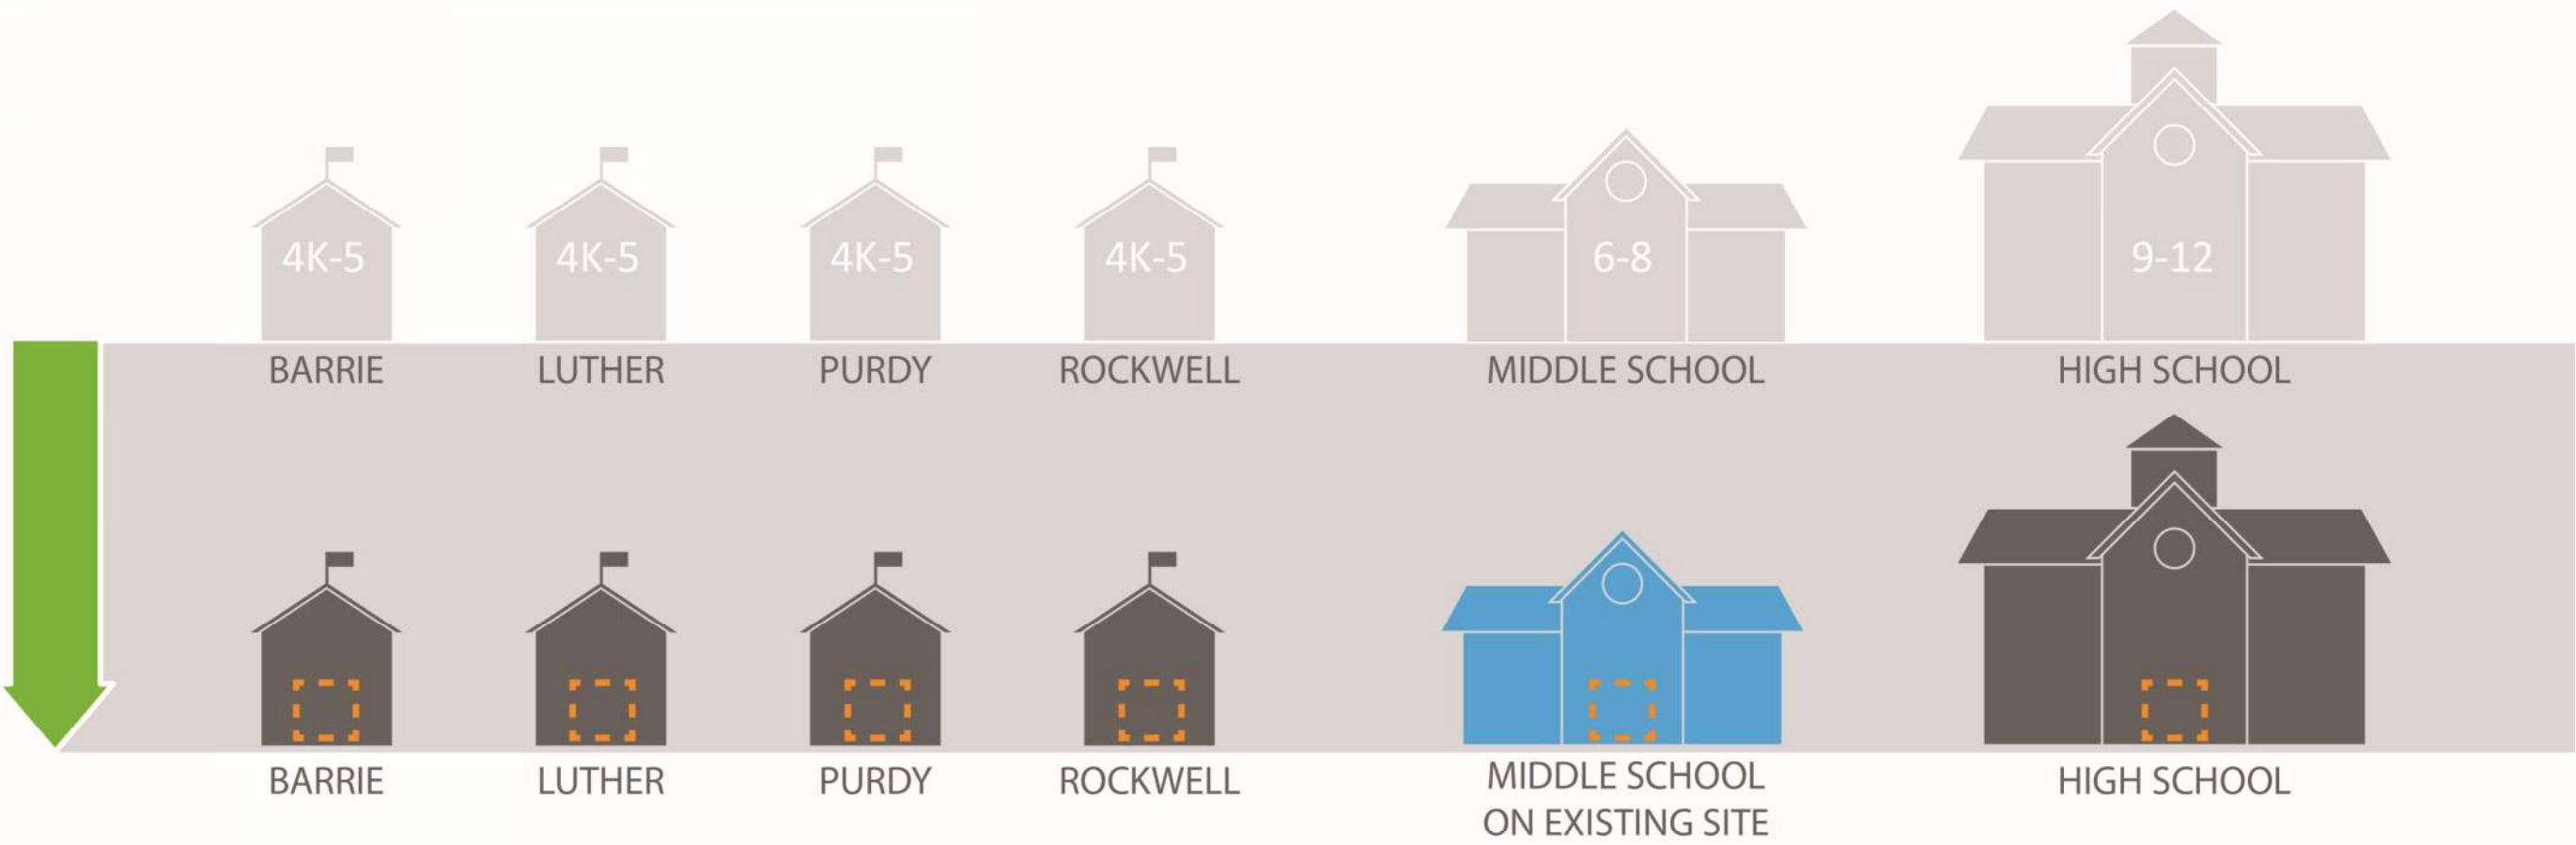 4K-5 4K-5 4K-5 4K-5 6-8 9-12
BARRIE LUTHER PURDY ROCKWELL MIDDLE SCHOOL HIGH SCHOOL
BARRIE LUTHER PURDY ROCKWELL MIDDLE SCHOOL HIGH SCHOOL
ON EXISTING SITE